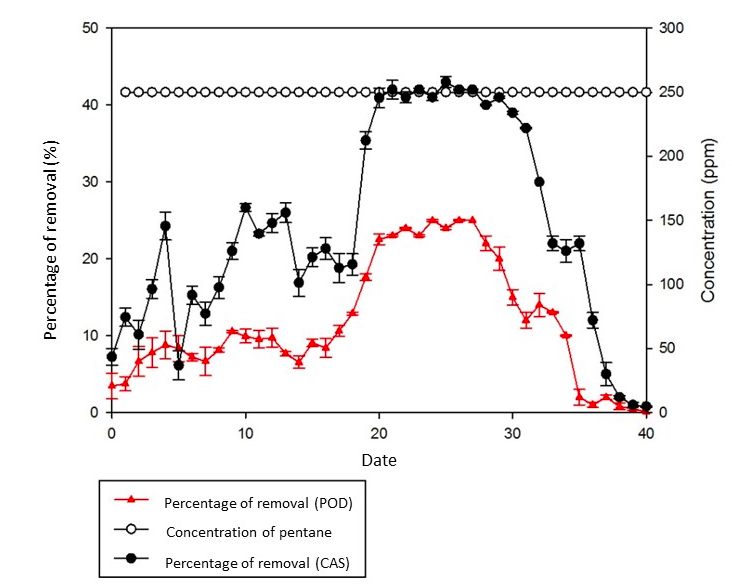 50
40
30
20
10
0
Percentage of removal (%)
300
250
200
150
100
50
0
Concentration (ppm)
0 10 20 30 40
Date
Percentage of removal (POD)
Concentration of pentane
Percentage of removal (CAS)